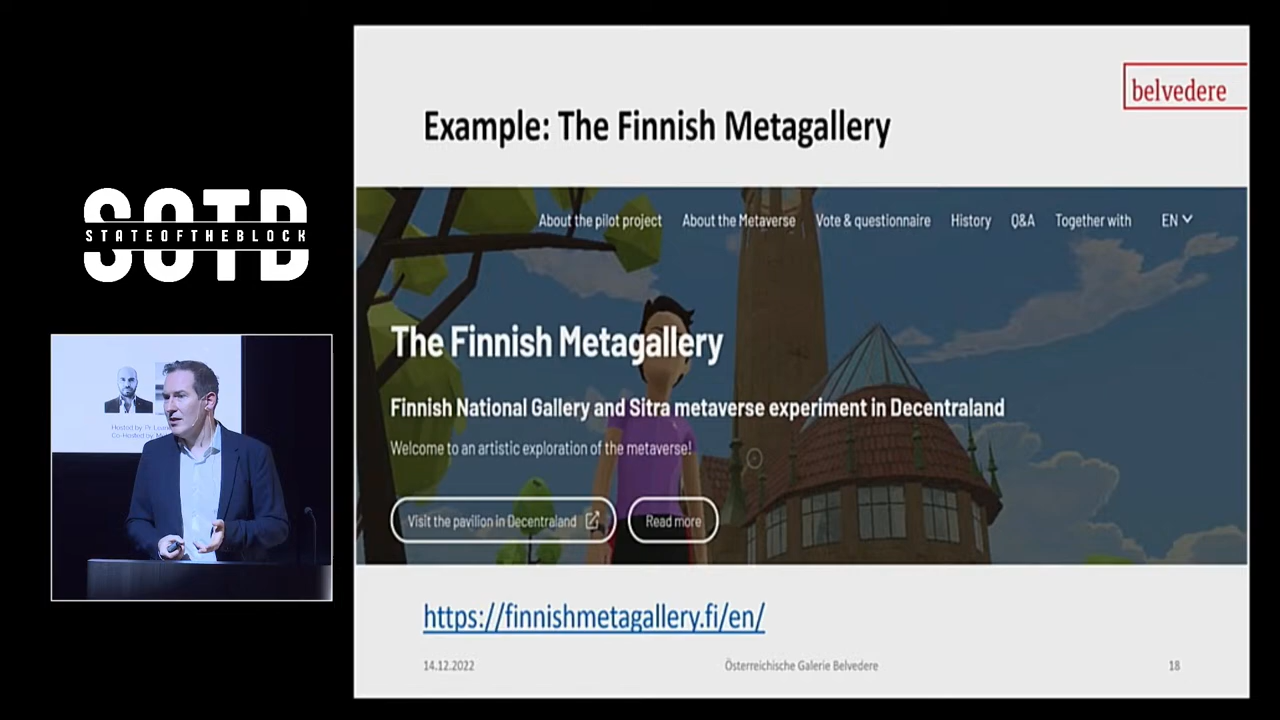 SOTB
STATEOFTHEBLOCK
belvedere
Example: The Finnish Metagallery
About the pilot project About the Metaverse Vote & questionnaire History Q&A Together with EN
The Finnish Metagallery
Finnish National Gallery and Sitra metaverse experiment in Decentraland
Welcome to an artistic exploration of the metaverse!
Visit the pavilion in Decentraland Read more
https://finnishmetagallery.fi/en/
14.12.2022 Österreichische Galerie Belvedere 18